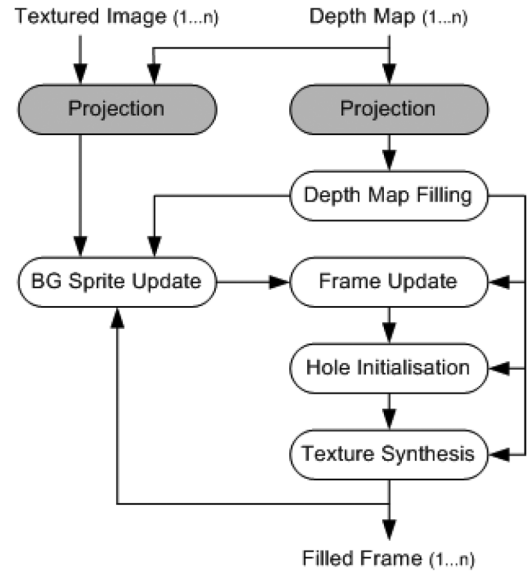 Textured Image (1...n)
Depth Map (1...n)
Projection
Projection
Depth Map Filling
BG Sprite Update
Frame Update
Hole Initialisation
Texture Synthesis
Filled Frame (1...n)